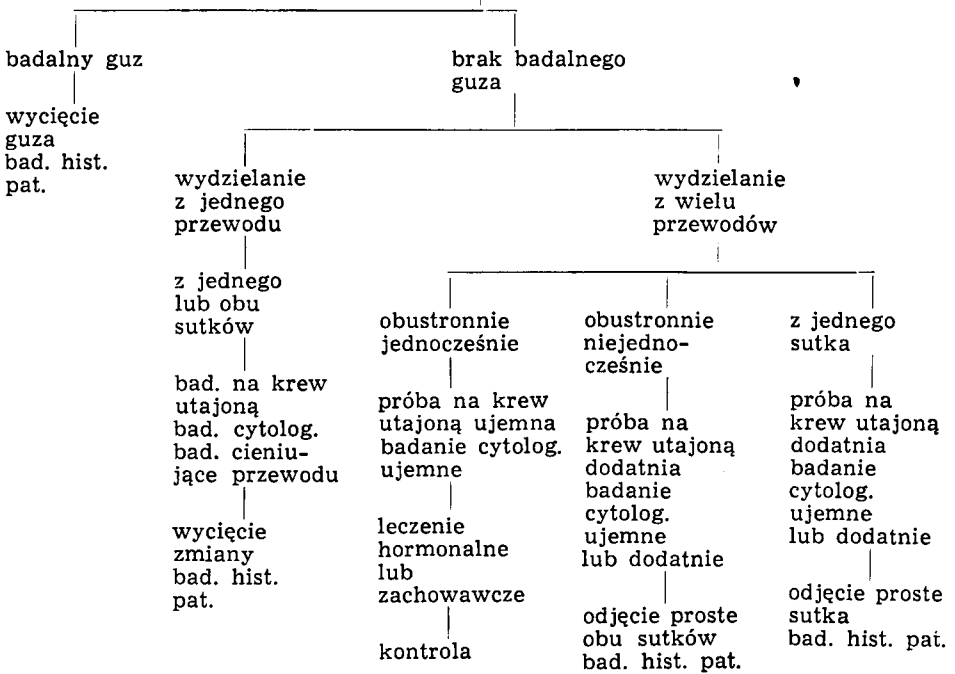 badalny guz
wycięcie
guza
bad. hist.
pat.
brak badalnego
guza
wydzielanie
z jednego
przewodu
z jednego
lub obu
sutków
bad. na krew
utajoną
bad. cytolog.
bad. cieniu-
jące przewodu
wycięcie
zmiany
bad. hist.
pat.
wydzielanie
z wielu
przewodów
obustronnie
jednocześnie
próba na krew
utajoną ujemna
badanie cytolog.
ujemne
leczenie
hormonalne
lub
zachowawcze
kontrola
obustronnie
niejedno-
cześnie
próba na
krew utajoną
dodatnia
badanie
cytolog.
ujemne
lub dodatnie
odjęcie proste
obu sutków
bad. hist. pat.
z jednego
sutka
próba na
krew utajoną
dodatnia
badanie
cytolog.
ujemne
lub dodatnie
odjęcie proste
sutka
bad. hist. pat.